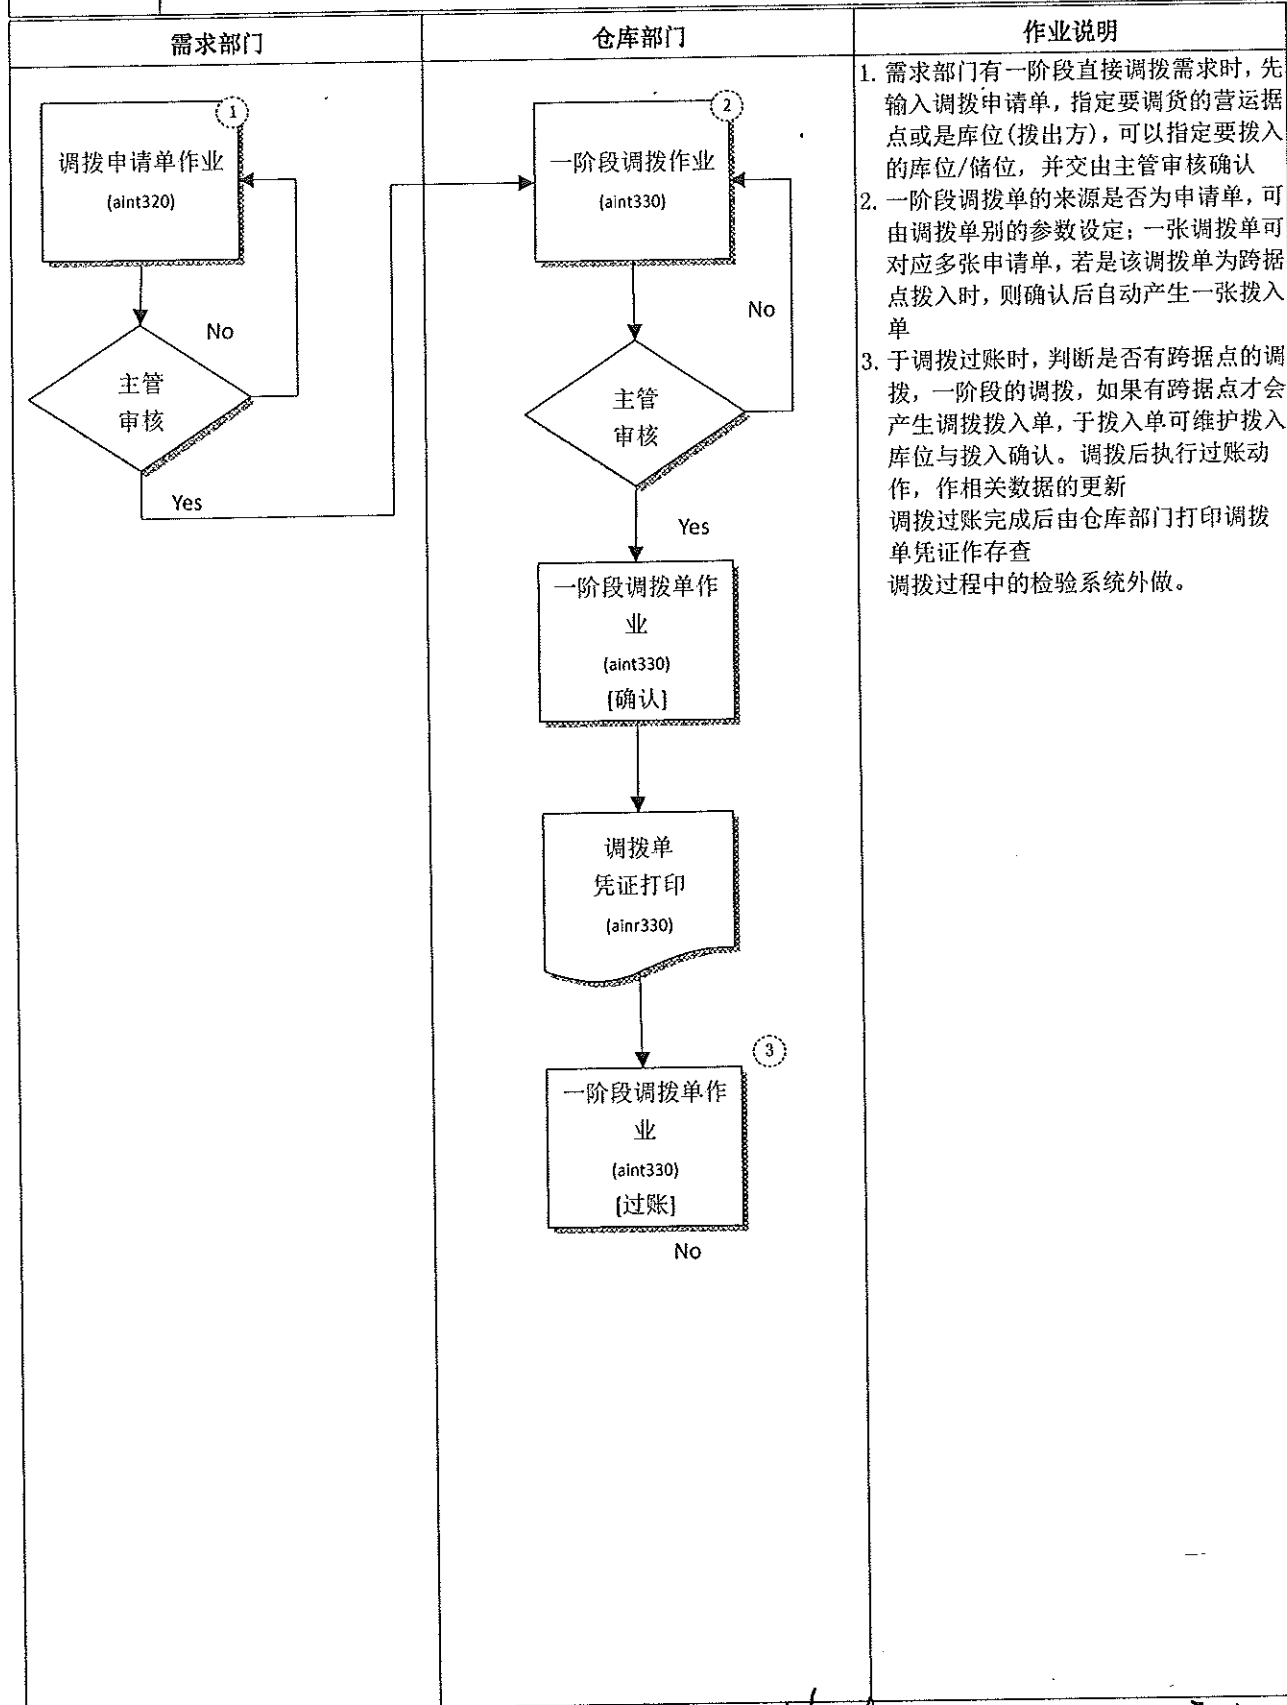 需求部门
仓库部门
作业说明
1
调拨申请单作业
(aint320)
No
主管
审核
Yes
2
一阶段调拨作业
(aint330)
No
主管
审核
Yes
一阶段调拨单作
业
(aint330)
[确认]
调拨单
凭证打印
(ainr330)
3
一阶段调拨单作
业
(aint330)
[过账]
No
1. 需求部门有一阶段直接调拨需求时，先
输入调拨申请单，指定要调货的营运据
点或是库位(拨出方)，可以指定要拨入
的库位/储位，并交由主管审核确认
2. 一阶段调拨单的来源是否为申请单，可
由调拨单别的参数设定；一张调拨单可
对应多张申请单，若是该调拨单为跨据
点拨入时，则确认后自动产生一张拨入
单
3. 于调拨过账时，判断是否有跨据点的调
拨，一阶段的调拨，如果有跨据点才会
产生调拨拨入单，于拨入单可维护拨入
库位与拨入确认。调拨后执行过账动
作，作相关数据的更新
调拨过账完成后由仓库部门打印调拨
单凭证作存查
调拨过程中的检验系统外做。